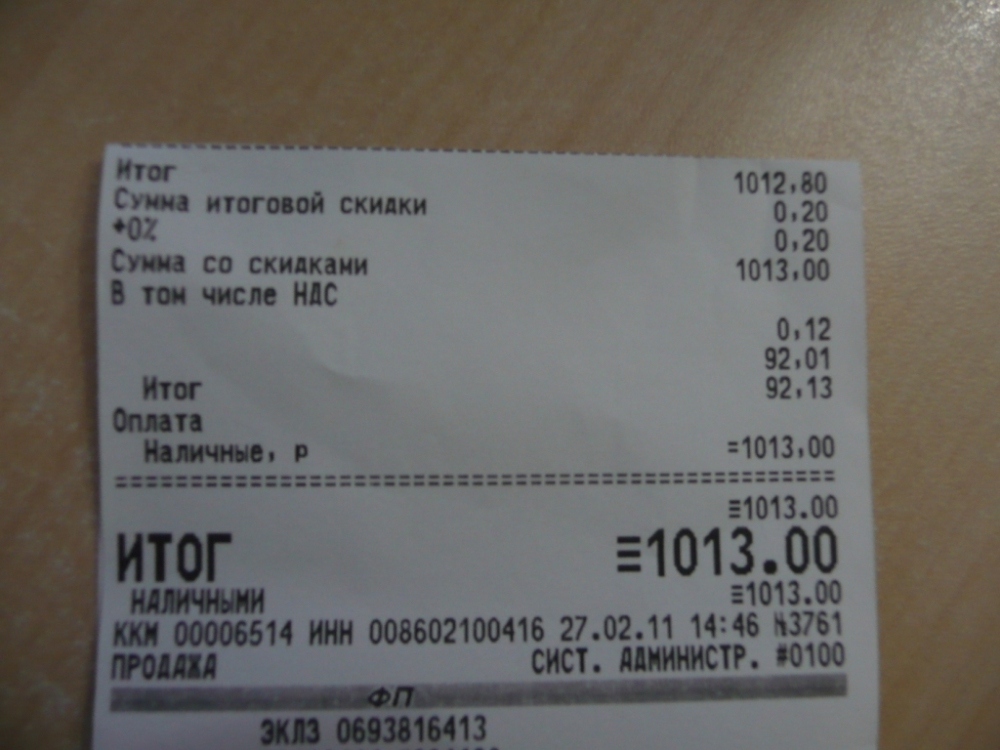 Итог 1012,80
Сумма итоговой скидки 0,20
+0% 0,20
Сумма со скидками 1013,00
В том числе НДС
0,12
92,01
Итог 92,13
Оплата
Наличные, р =1013,00
================================================
≡1013.00
ИТОГ ≡1013.00
НАЛИЧНЫМИ ≡1013.00
ККМ 00006514 ИНН 008602100416 27.02.11 14:46 №3761
ПРОДАЖА СИСТ. АДМИНИСТР. #0100
ФП
ЭКЛЗ 0693816413